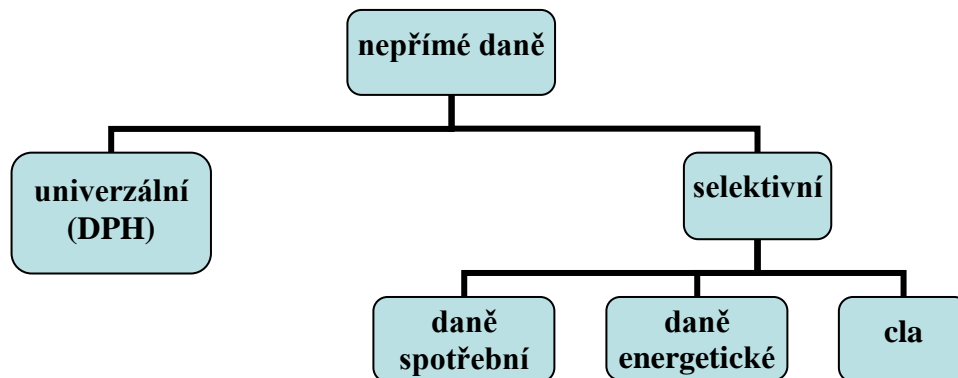 nepřímé daně
univerzální
(DPH)
selektivní
daně
spotřební
daně
energetické
cla